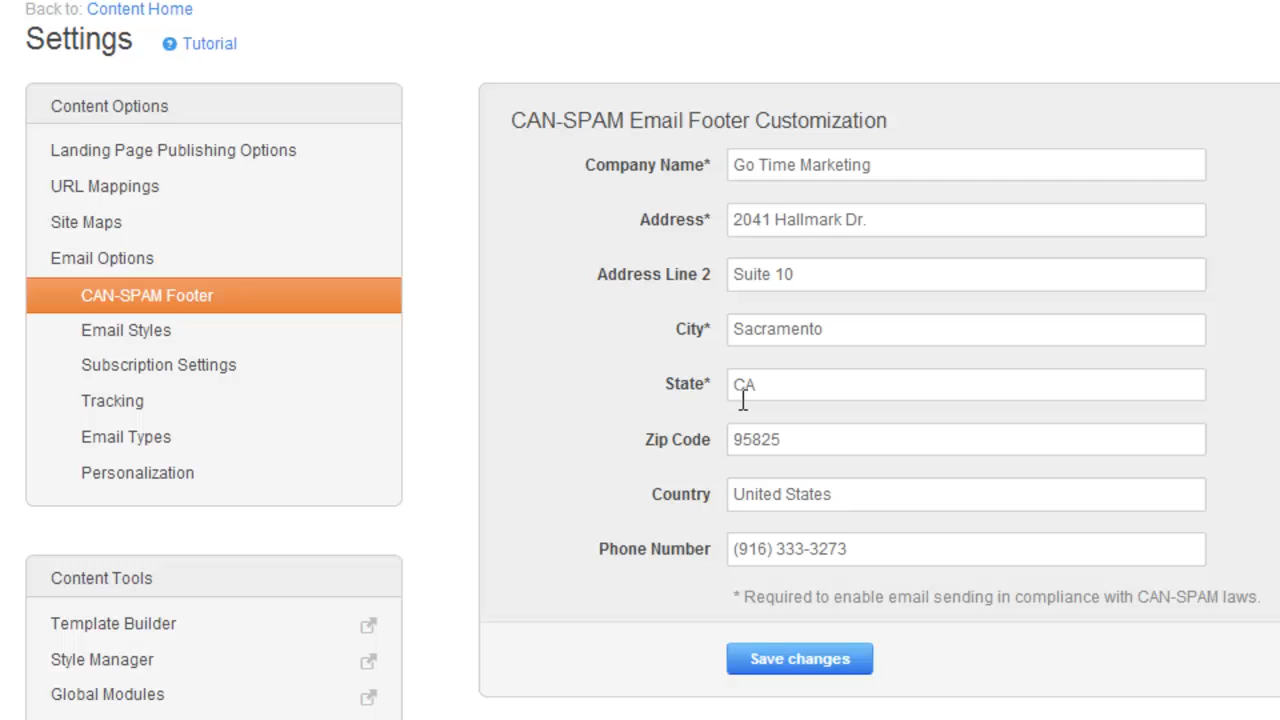 Back to: Content Home
Settings
Tutorial
Content Options
Landing Page Publishing Options
URL Mappings
Site Maps
Email Options
CAN-SPAM Footer
Email Styles
Subscription Settings
Tracking
Email Types
Personalization
Content Tools
Template Builder
Style Manager
Global Modules
CAN-SPAM Email Footer Customization
Company Name* Go Time Marketing
Address* 2041 Hallmark Dr.
Address Line 2 Suite 10
City* Sacramento
State* CA
Zip Code 95825
Country United States
Phone Number (916) 333-3273
* Required to enable email sending in compliance with CAN-SPAM laws.
Save changes